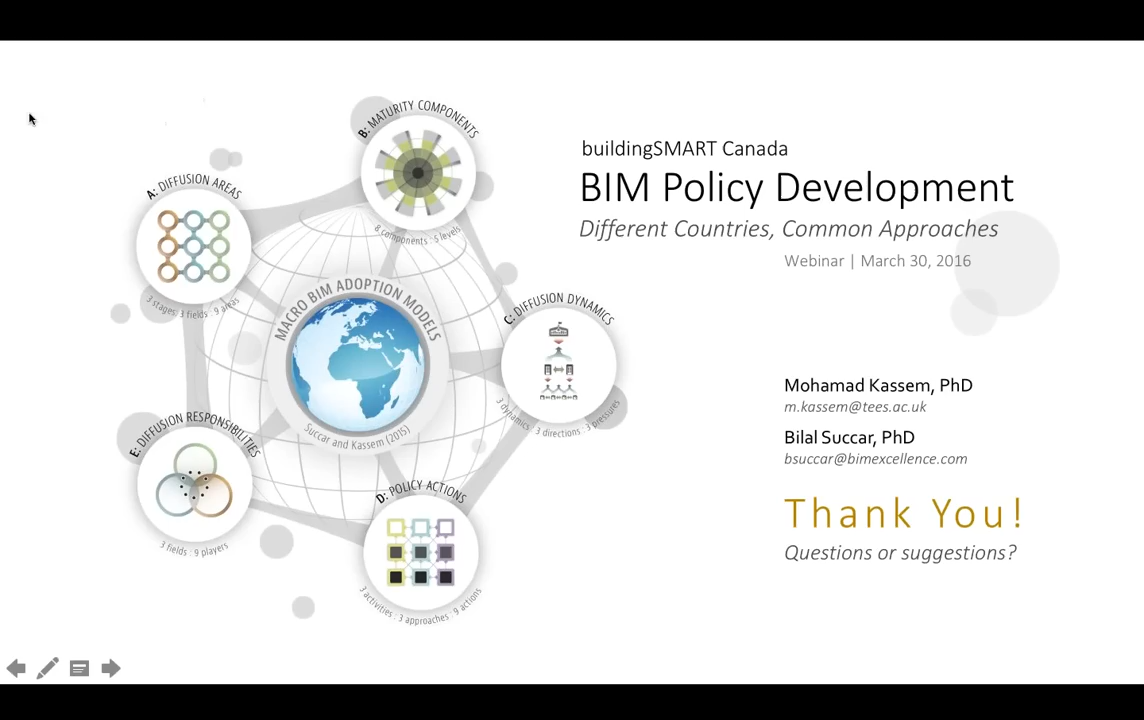 buildingSMART Canada
BIM Policy Development
Different Countries, Common Approaches
Webinar | March 30, 2016
Mohamad Kassem, PhD
m.kassem@tees.ac.uk
Bilal Succar, PhD
bsuccar@bimexcellence.com
Thank You!
Questions or suggestions?
A: DIFFUSION AREAS
3 stages: 3 fields : 9 areas
B: MATURITY COMPONENTS
8 components : 5 levels
C: DIFFUSION DYNAMICS
3 dynamics : 3 directions : 3 pressures
D: POLICY ACTIONS
3 activities : 3 approaches : 9 actions
E: DIFFUSION RESPONSIBILITIES
3 fields : 9 players
MACRO BIM ADOPTION MODELS
Succar and Kassem (2015)